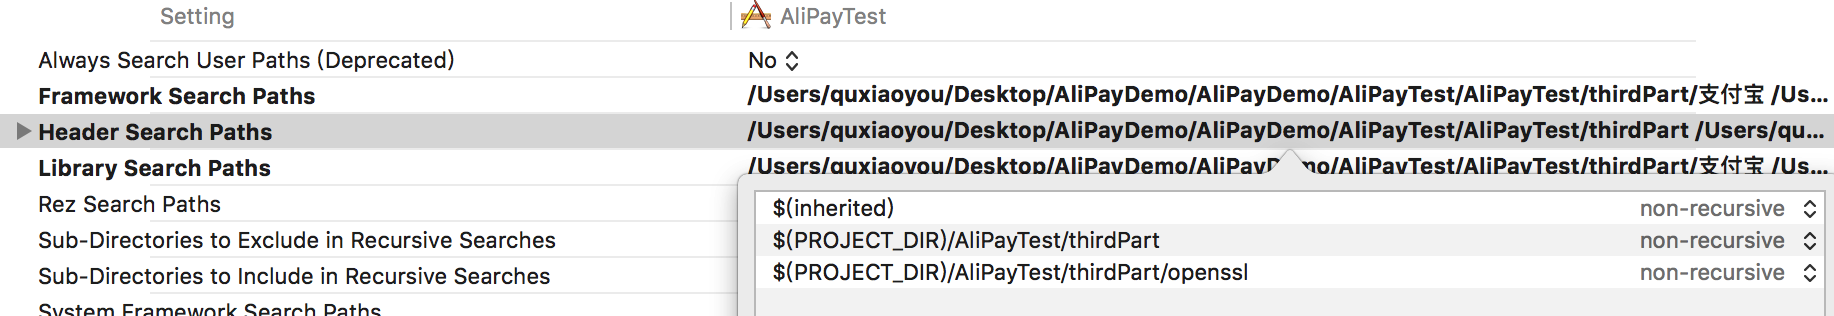 Setting AliPayTest
Always Search User Paths (Deprecated) No
Framework Search Paths /Users/quxiaoyou/Desktop/AliPayDemo/AliPayDemo/AliPayTest/AliPayTest/thirdPart/支付宝 /Us...
Header Search Paths /Users/quxiaoyou/Desktop/AliPayDemo/AliPayDemo/AliPayTest/AliPayTest/thirdPart /Users/qu...
Library Search Paths /Users/quxiaoyou/Desktop/AliPayDemo/AliPayDemo/AliPayTest/AliPayTest/thirdPart/支付宝 /Us...
Rez Search Paths $(inherited) non-recursive
Sub-Directories to Exclude in Recursive Searches $(PROJECT_DIR)/AliPayTest/thirdPart non-recursive
Sub-Directories to Include in Recursive Searches $(PROJECT_DIR)/AliPayTest/thirdPart/openssl non-recursive
System Framework Search Paths